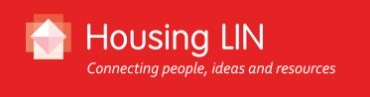 Housing LIN
Connecting people, ideas and resources